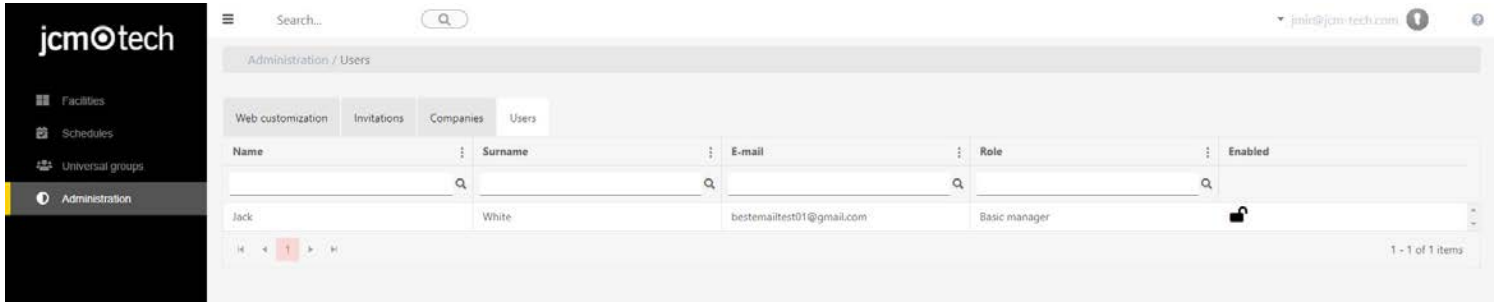 jcm tech
Search...
jmir@jcm-tech.com
Administration / Users
Facilities
Schedules
Universal groups
Administration
Web customization Invitations Companies Users
Name Surname E-mail Role Enabled
Jack White bestemailtest01@gmail.com Basic manager
1
1 - 1 of 1 items